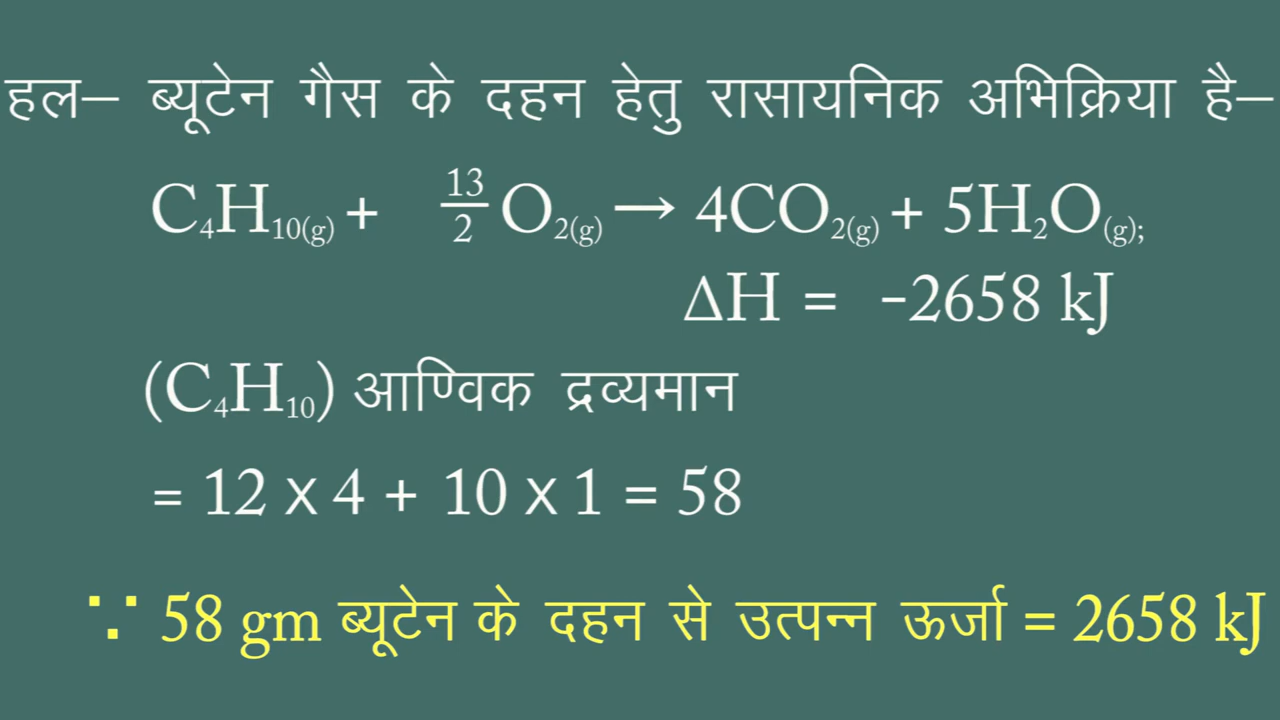 हल– ब्यूटेन गैस के दहन हेतु रासायनिक अभिक्रिया है–
C₄H₁₀₍g₎ + 13/2 O₂₍g₎ → 4CO₂₍g₎ + 5H₂O₍g₎;
ΔH = -2658 kJ
(C₄H₁₀) आण्विक द्रव्यमान
= 12 x 4 + 10 x 1 = 58
∵ 58 gm ब्यूटेन के दहन से उत्पन्न ऊर्जा = 2658 kJ